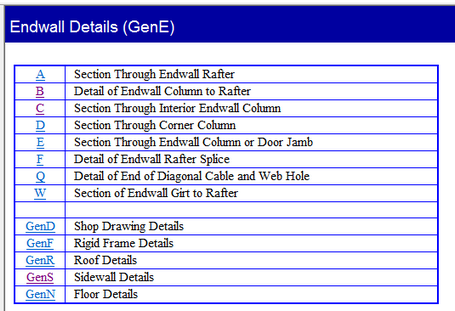 Endwall Details (GenE)
A Section Through Endwall Rafter
B Detail of Endwall Column to Rafter
C Section Through Interior Endwall Column
D Section Through Corner Column
E Section Through Endwall Column or Door Jamb
F Detail of Endwall Rafter Splice
Q Detail of End of Diagonal Cable and Web Hole
W Section of Endwall Girt to Rafter
GenD Shop Drawing Details
GenF Rigid Frame Details
GenR Roof Details
GenS Sidewall Details
GenN Floor Details